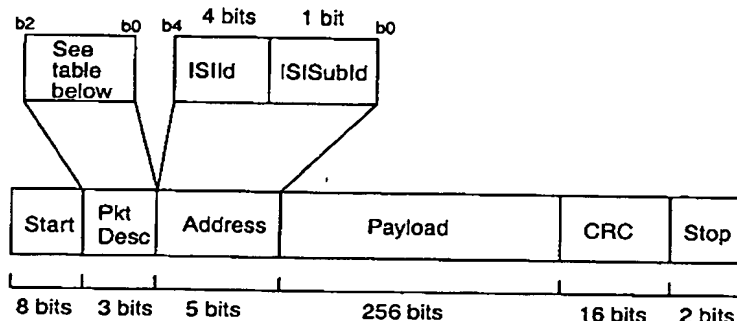 4 bits 1 bit
b2 b0 b4 b0
See
table
below
ISIId ISISubId
Start Pkt
Desc Address Payload CRC Stop
8 bits 3 bits 5 bits 256 bits 16 bits 2 bits